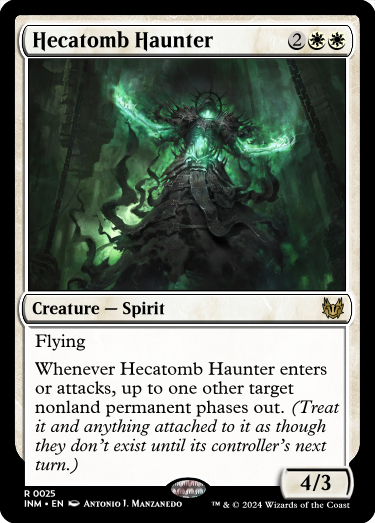 Hecatomb Haunter 2
Creature — Spirit
Flying
Whenever Hecatomb Haunter enters
or attacks, up to one other target
nonland permanent phases out. (Treat
it and anything attached to it as though
they don't exist until its controller's next
turn.)
4/3
R 0025
INM • EN Antonio J. Manzanedo ™ & © 2024 Wizards of the Coast